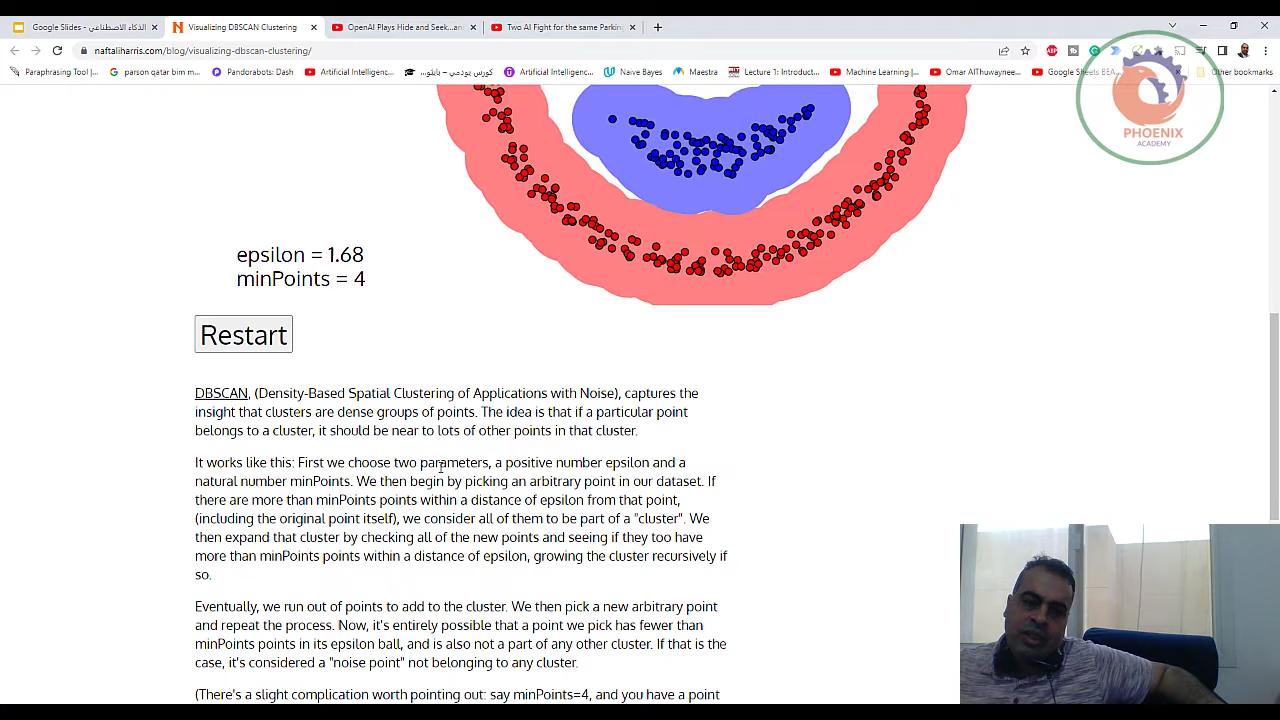 Google Slides - الذكاء الاصطناعي
Visualizing DBSCAN Clustering
OpenAI Plays Hide and Seek...an
Two AI Fight for the same Parking
naftaliharris.com/blog/visualizing-dbscan-clustering/
Paraphrasing Tool |...
parson qatar bim m...
Pandorabots: Dash
Artificial Intelligenc...
كورس يودمي - بايثو...
Artificial Intelligenc...
Naive Bayes
Maestra
Lecture 1: Introduct...
Machine Learning |...
Omar AlThuwaynee...
Google Sheets BEA...
Other bookmarks
PHOENIX
ACADEMY
epsilon = 1.68
minPoints = 4
Restart
DBSCAN, (Density-Based Spatial Clustering of Applications with Noise), captures the
insight that clusters are dense groups of points. The idea is that if a particular point
belongs to a cluster, it should be near to lots of other points in that cluster.
It works like this: First we choose two parameters, a positive number epsilon and a
natural number minPoints. We then begin by picking an arbitrary point in our dataset. If
there are more than minPoints points within a distance of epsilon from that point,
(including the original point itself), we consider all of them to be part of a "cluster". We
then expand that cluster by checking all of the new points and seeing if they too have
more than minPoints points within a distance of epsilon, growing the cluster recursively if
so.
Eventually, we run out of points to add to the cluster. We then pick a new arbitrary point
and repeat the process. Now, it's entirely possible that a point we pick has fewer than
minPoints points in its epsilon ball, and is also not a part of any other cluster. If that is the
case, it's considered a "noise point" not belonging to any cluster.
(There's a slight complication worth pointing out: say minPoints=4, and you have a point